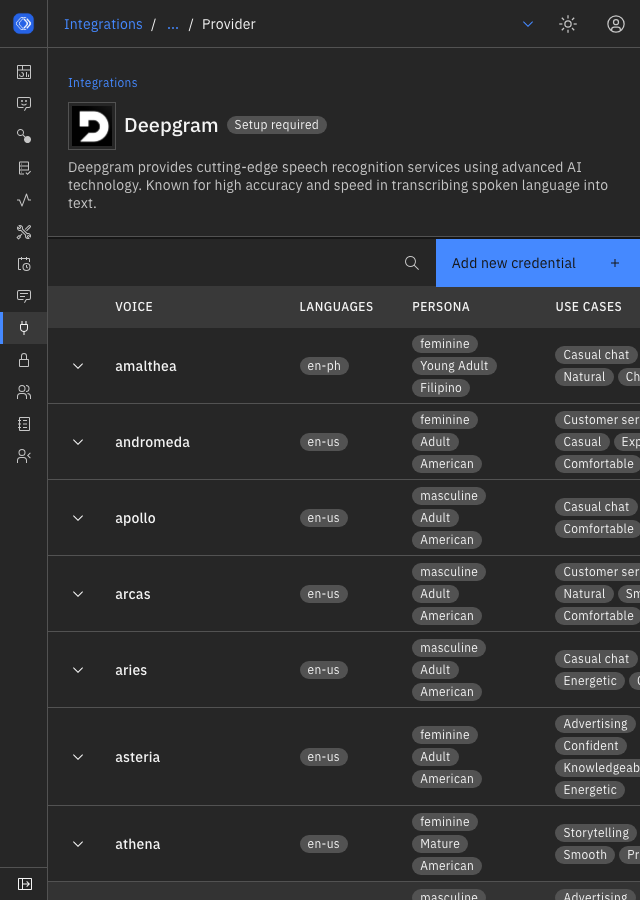 Integrations / ... / Provider
Integrations
Deepgram Setup required
Deepgram provides cutting-edge speech recognition services using advanced AI
technology. Known for high accuracy and speed in transcribing spoken language into
text.
Add new credential +
VOICE LANGUAGES PERSONA USE CASES
amalthea en-ph feminine Young Adult Filipino Casual chat Natural
andromeda en-us feminine Adult American Customer Casual Comfortable
apollo en-us masculine Adult American Casual chat Comfortable
arcas en-us masculine Adult American Customer Natural Comfortable
aries en-us masculine Adult American Casual chat Energetic
asteria en-us feminine Adult American Advertising Confident Energetic
athena en-us feminine Mature American Storytelling Smooth
masculine Advertising